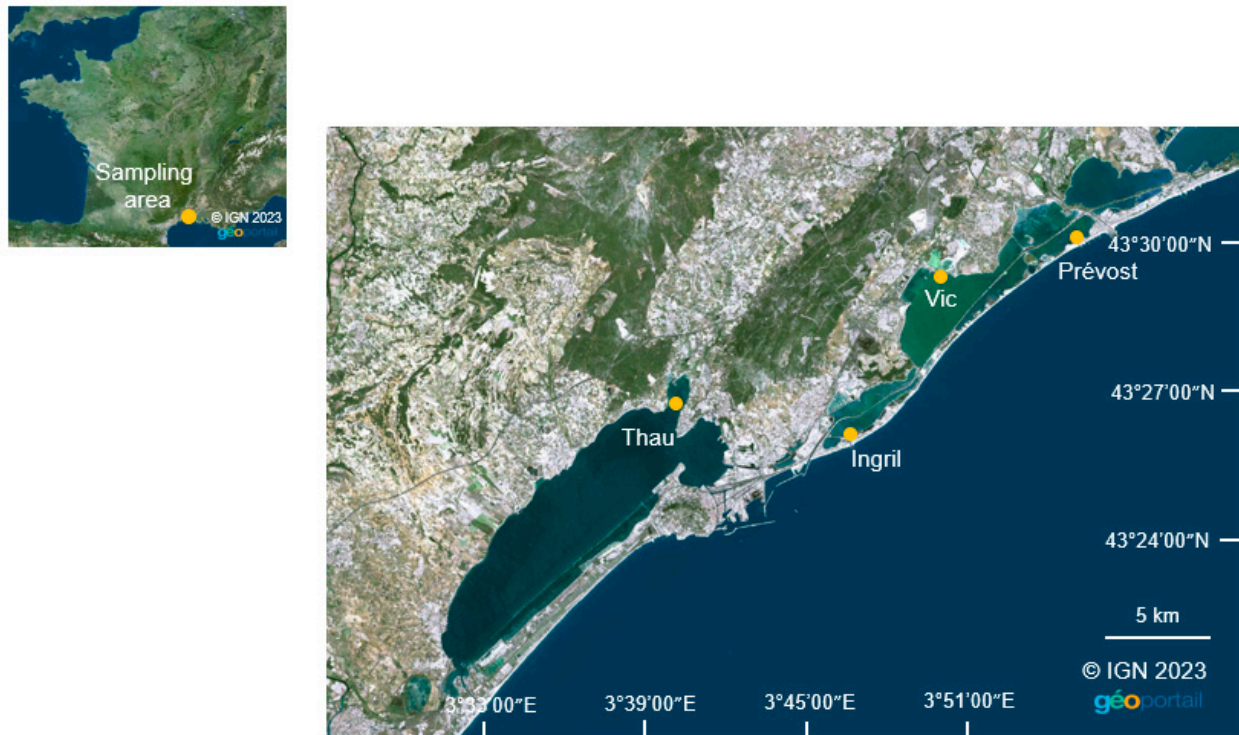 Sampling
area
© IGN 2023
géoportail
43°30'00"N
Prévost
Vic
43°27'00"N
Thau
Ingril
43°24'00"N
5 km
© IGN 2023
géoportail
3°33'00"E
3°39'00"E
3°45'00"E
3°51'00"E